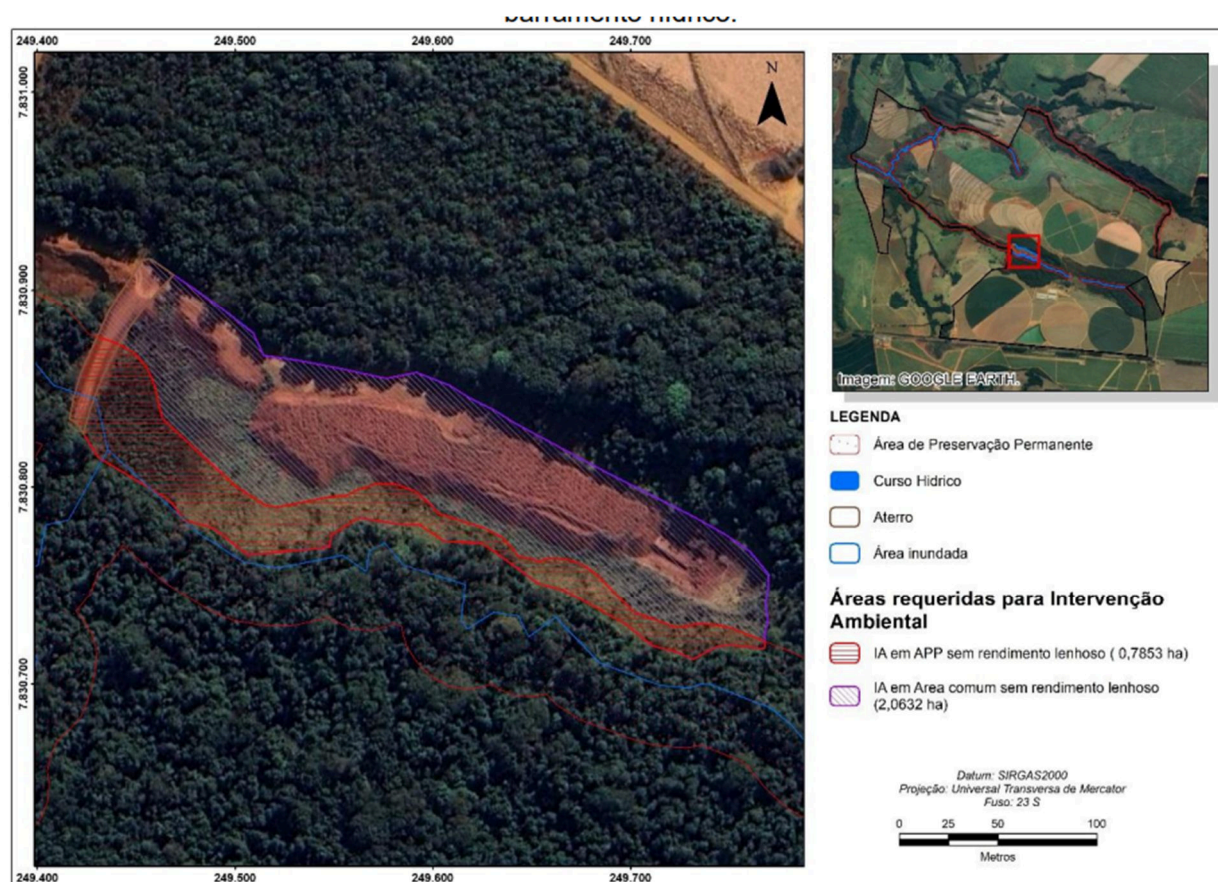 barramento hídrico.
249.400 249.500 249.600 249.700
7.831.000
7.830.900
7.830.800
7.830.700
249.400 249.500 249.600 249.700
N
Imagem: GOOGLE EARTH.
LEGENDA
Área de Preservação Permanente
Curso Hidrico
Aterro
Área inundada
Áreas requeridas para Intervenção
Ambiental
IA em APP sem rendimento lenhoso ( 0,7853 ha)
IA em Area comum sem rendimento lenhoso
(2,0632 ha)
Datum: SIRGAS2000
Projeção: Universal Transversa de Mercator
Fuso: 23 S
0 25 50 100
Metros